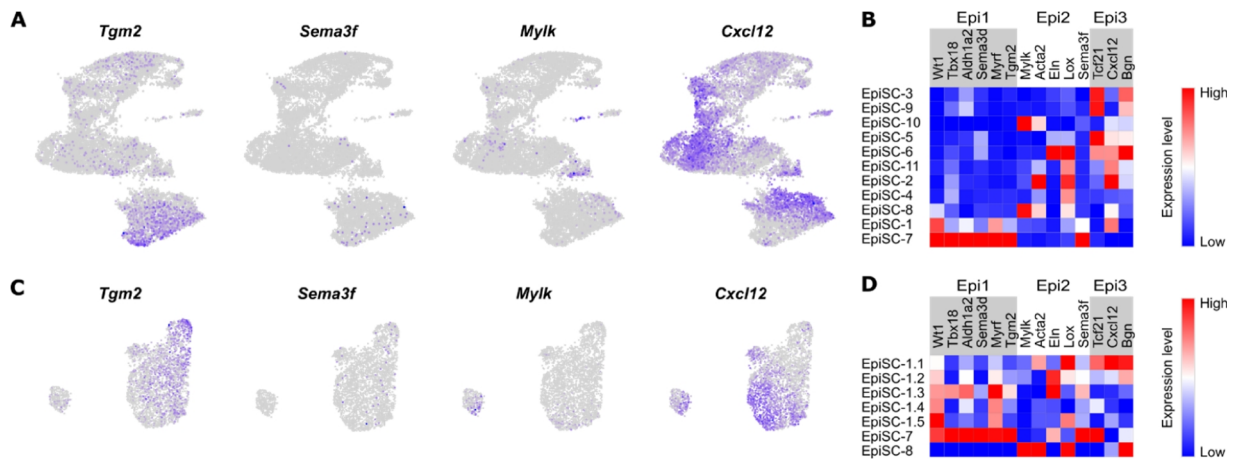 A
Tgm2
Sema3f
Mylk
Cxcl12
B
Epi1
Epi2
Epi3
Wt1
Tbx18
Aldh1a2
Sema3d
Myrf
Tgm2
Mylk
Acta2
Eln
Lox
Sema3f
Tcf21
Cxcl12
Bgn
EpiSC-3
EpiSC-9
EpiSC-10
EpiSC-5
EpiSC-6
EpiSC-11
EpiSC-2
EpiSC-4
EpiSC-8
EpiSC-1
EpiSC-7
High
Expression level
Low
C
Tgm2
Sema3f
Mylk
Cxcl12
D
Epi1
Epi2
Epi3
Wt1
Tbx18
Aldh1a2
Sema3d
Myrf
Tgm2
Mylk
Acta2
Eln
Lox
Sema3f
Tcf21
Cxcl12
Bgn
EpiSC-1.1
EpiSC-1.2
EpiSC-1.3
EpiSC-1.4
EpiSC-1.5
EpiSC-7
EpiSC-8
High
Expression level
Low